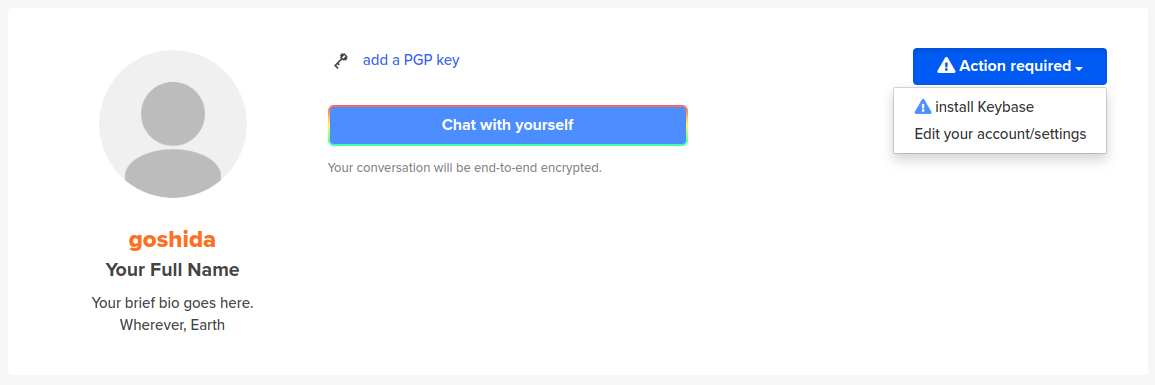 add a PGP key
Chat with yourself
Your conversation will be end-to-end encrypted.
goshida
Your Full Name
Your brief bio goes here.
Wherever, Earth
Action required
install Keybase
Edit your account/settings